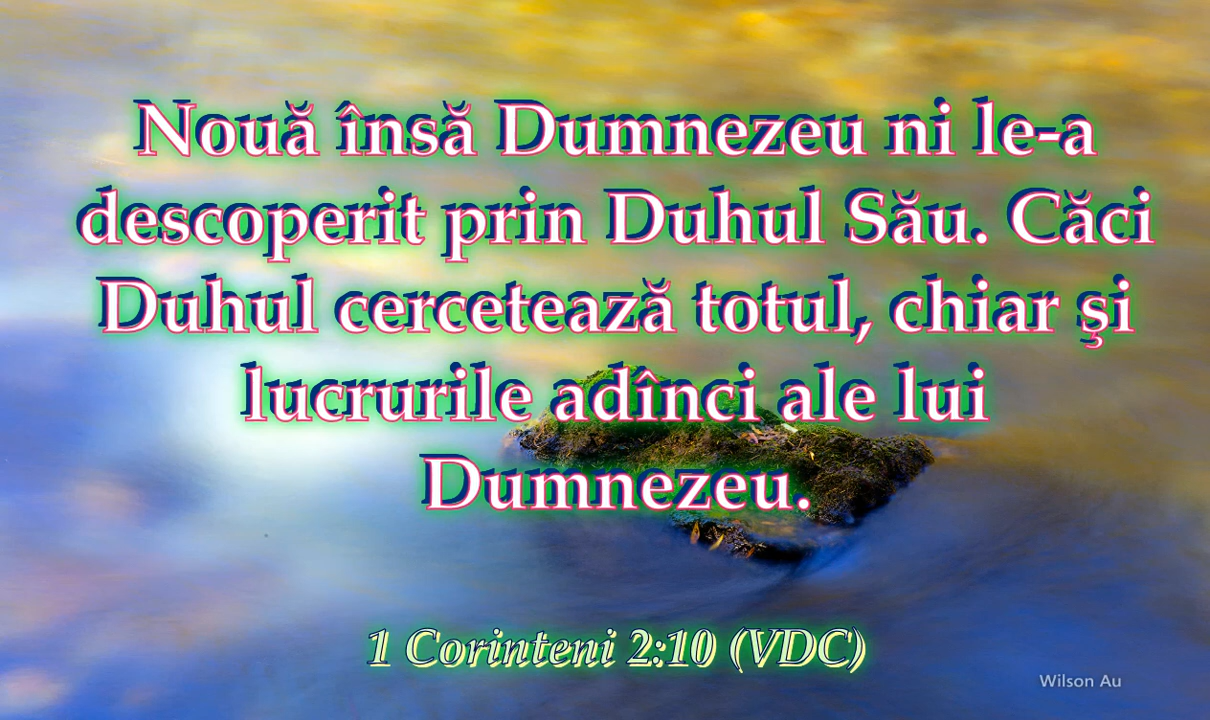 Nouă însă Dumnezeu ni le-a
descoperit prin Duhul Său. Căci
Duhul cercetează totul, chiar şi
lucrurile adînci ale lui
Dumnezeu.
1 Corinteni 2:10 (VDC)
Wilson Au